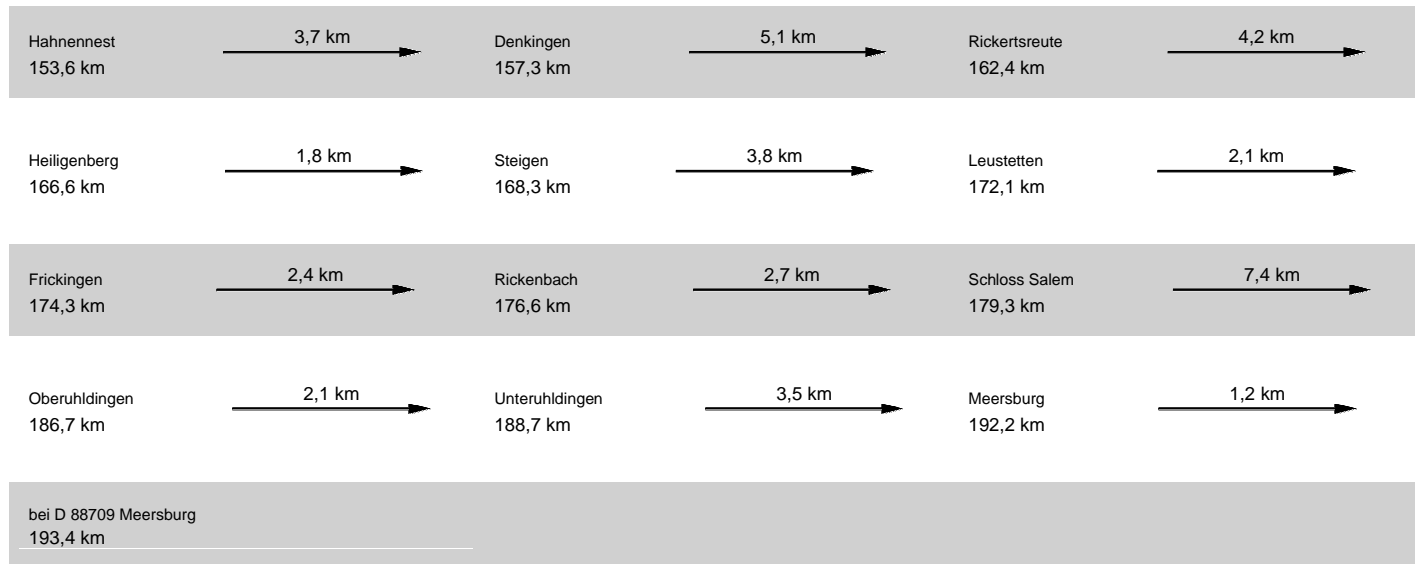 Hahnennest
153,6 km
3,7 km
Denkingen
157,3 km
5,1 km
Rickertsreute
162,4 km
4,2 km
Heiligenberg
166,6 km
1,8 km
Steigen
168,3 km
3,8 km
Leustetten
172,1 km
2,1 km
Frickingen
174,3 km
2,4 km
Rickenbach
176,6 km
2,7 km
Schloss Salem
179,3 km
7,4 km
Oberuhldingen
186,7 km
2,1 km
Unteruhldingen
188,7 km
3,5 km
Meersburg
192,2 km
1,2 km
bei D 88709 Meersburg
193,4 km